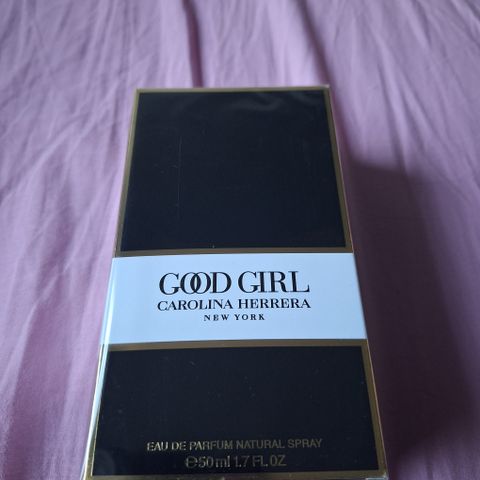 GOOD GIRL
CAROLINA HERRERA
NEW YORK
EAU DE PARFUM NATURAL SPRAY
℮50ml 1.7 FL.OZ